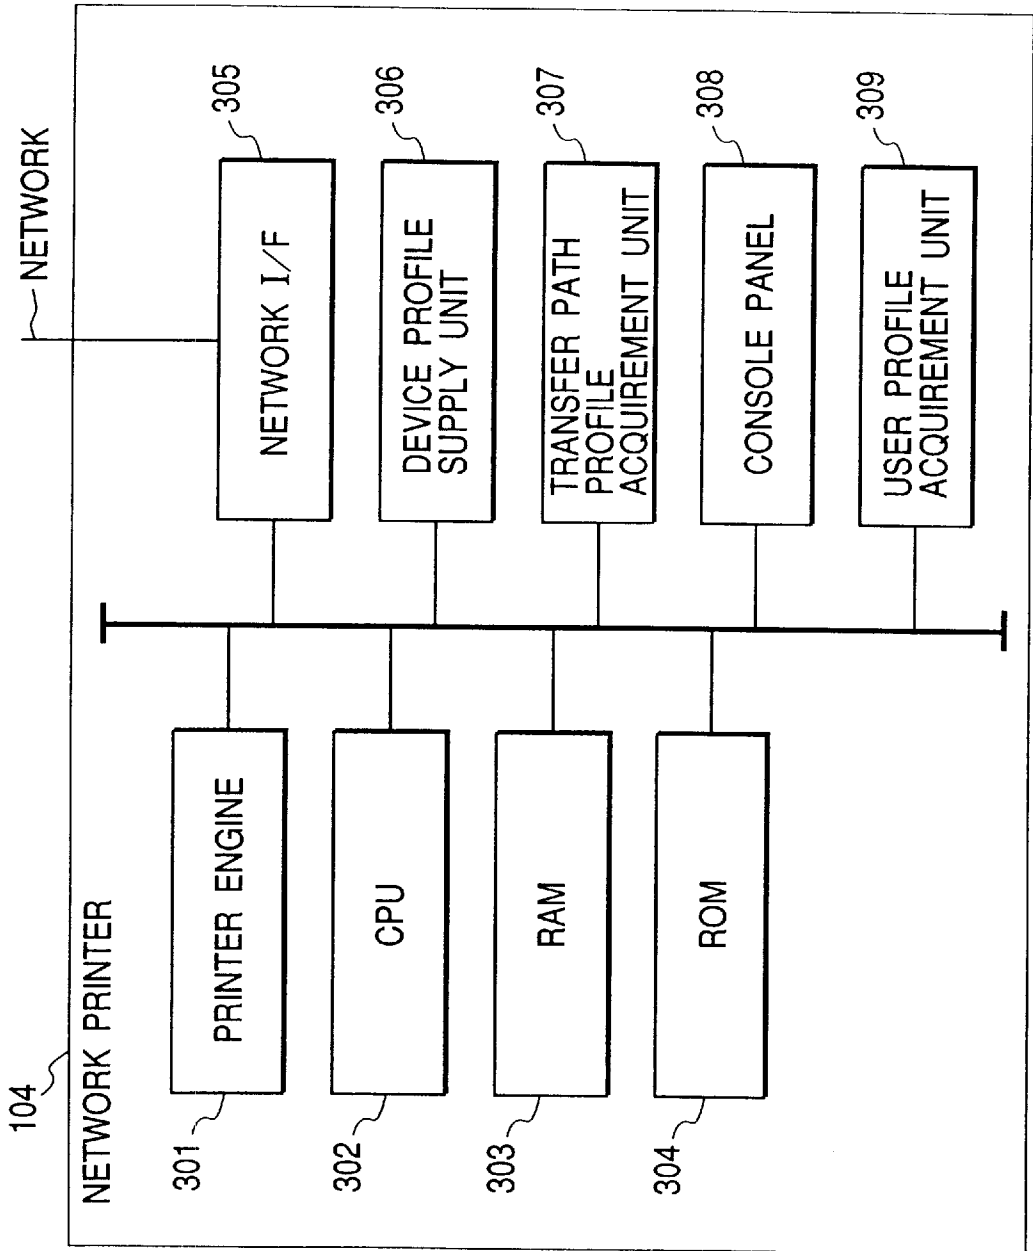 104
NETWORK PRINTER
NETWORK
301
PRINTER ENGINE
302
CPU
303
RAM
304
ROM
NETWORK I/F
305
DEVICE PROFILE
SUPPLY UNIT
306
TRANSFER PATH
PROFILE
ACQUIREMENT UNIT
307
CONSOLE PANEL
308
USER PROFILE
ACQUIREMENT UNIT
309